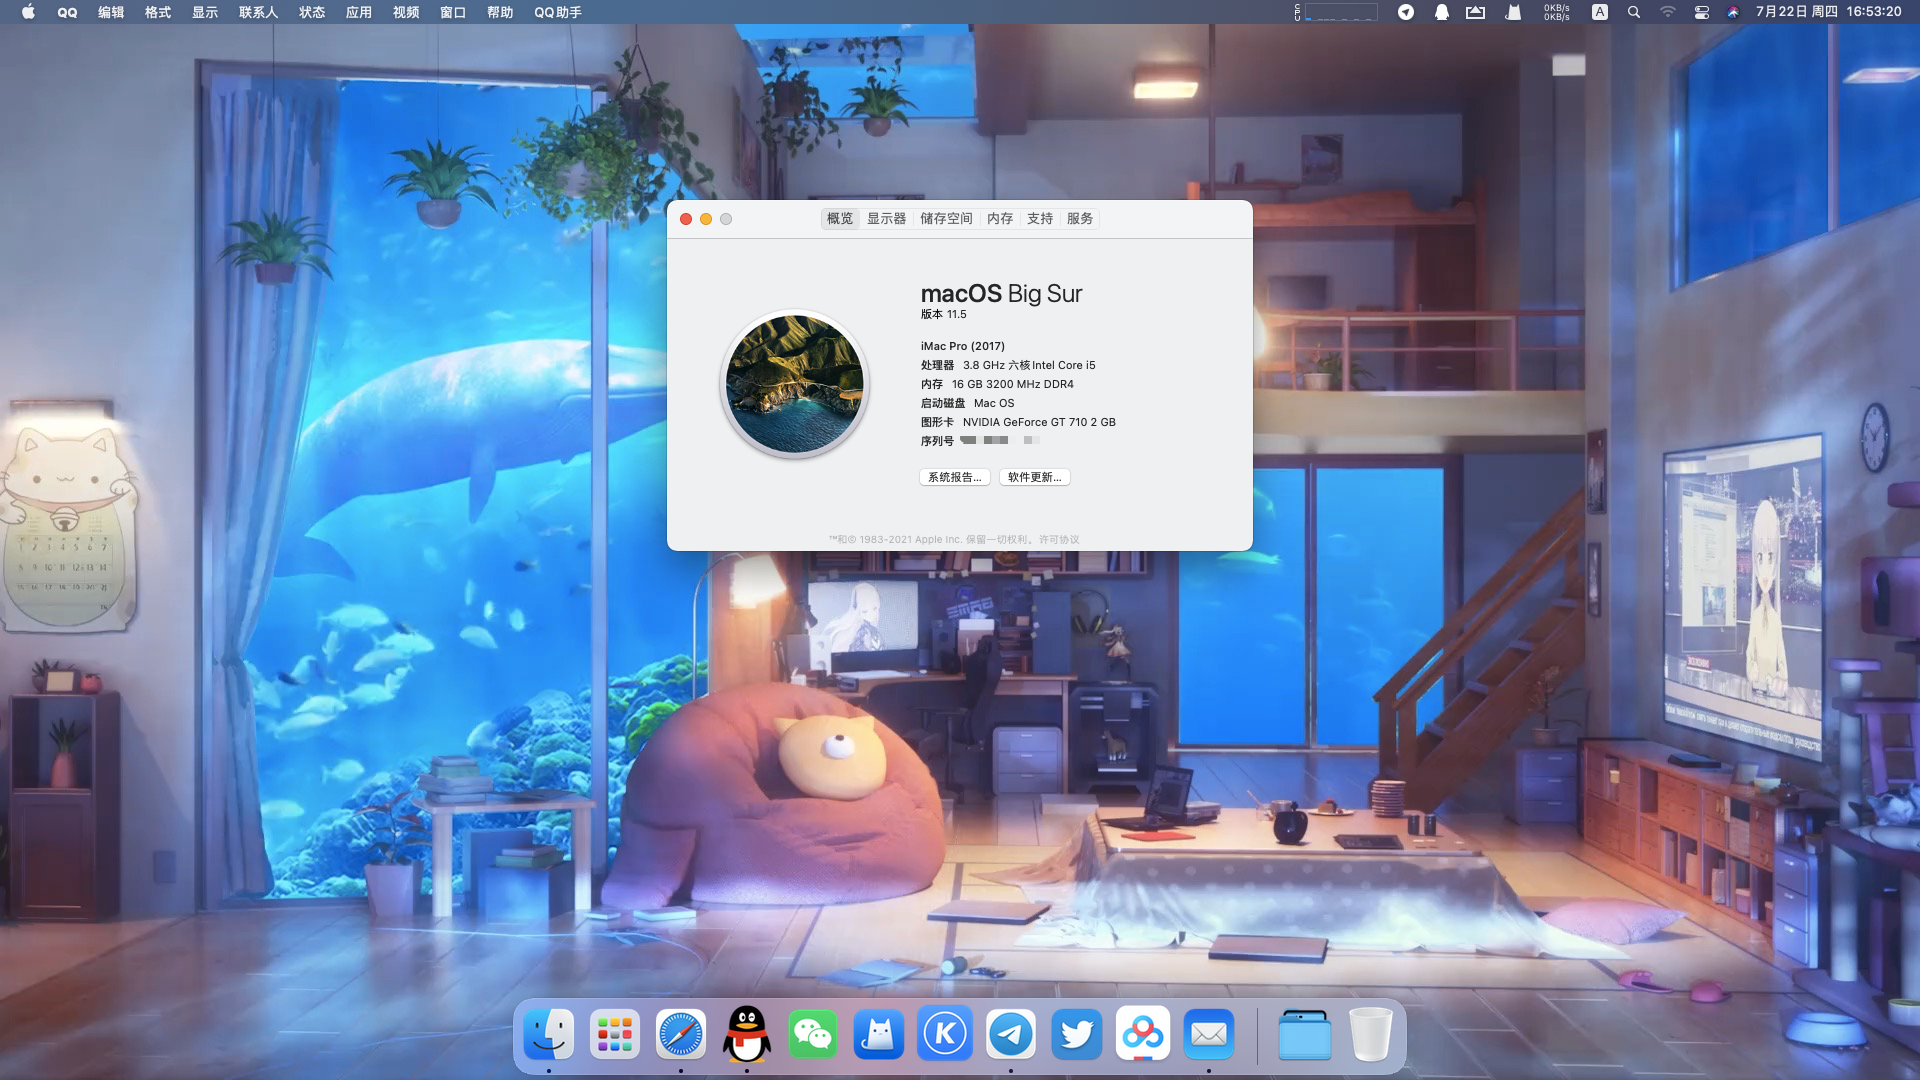 QQ 编辑 格式 显示 联系人 状态 应用 视频 窗口 帮助 QQ助手
CPU
0KB/s
0KB/s
A
7月22日 周四 16:53:20
概览 显示器 储存空间 内存 支持 服务
macOS Big Sur
版本 11.5
iMac Pro (2017)
处理器 3.8 GHz 六核Intel Core i5
内存 16 GB 3200 MHz DDR4
启动磁盘 Mac OS
图形卡 NVIDIA GeForce GT 710 2 GB
序列号
系统报告... 软件更新...
™和© 1983-2021 Apple Inc. 保留一切权利。许可协议
K